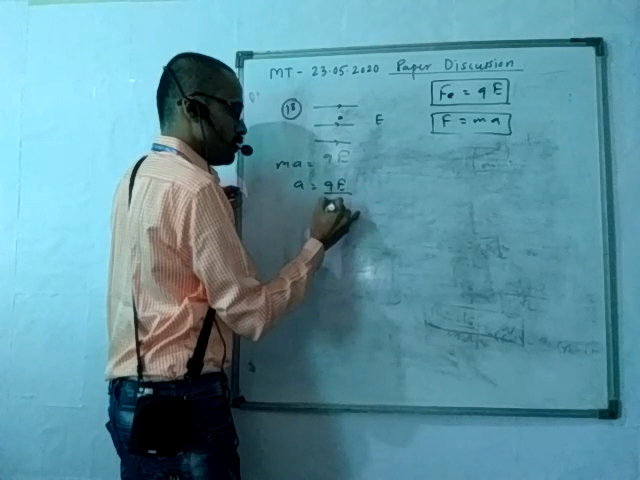 MT - 23.05.2020 Paper Discussion
18
E
Fe = qE
F = ma
ma = qE
a = qE